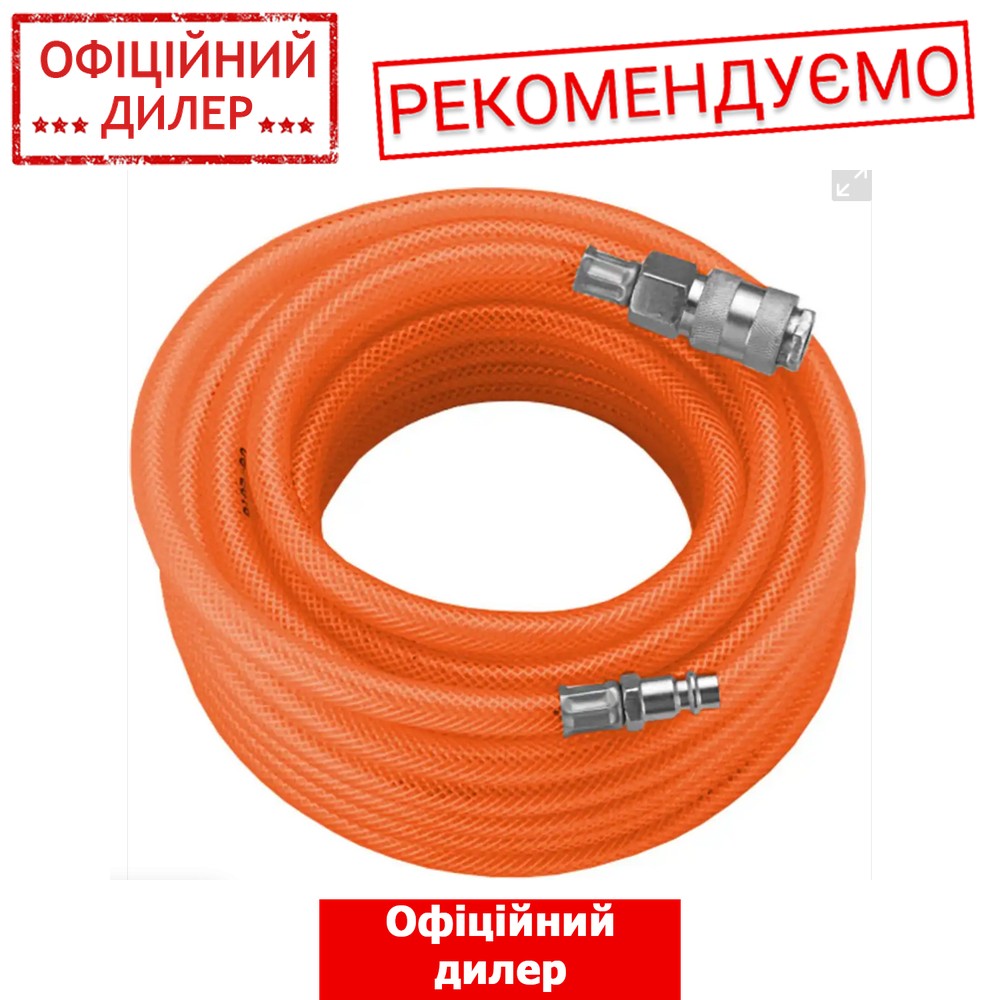 ОФІЦІЙНИЙ
ДИЛЕР
РЕКОМЕНДУЄМО
Офіційний
дилер